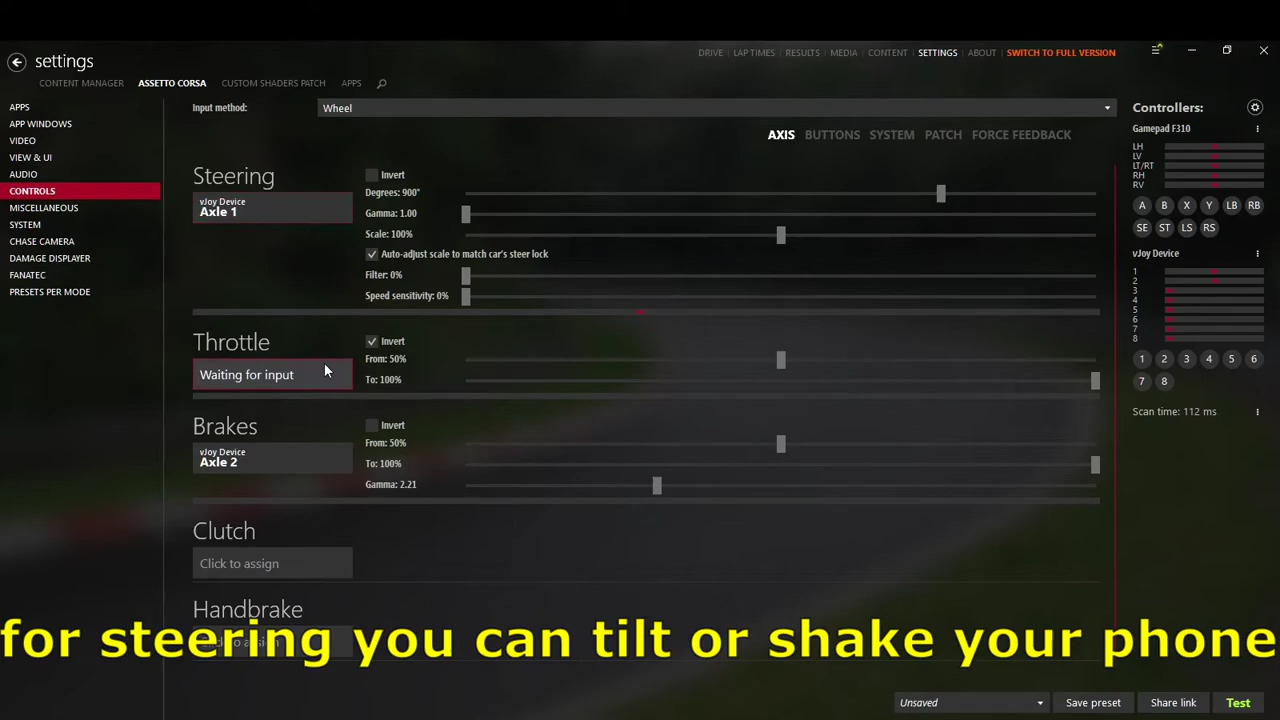 settings
DRIVE LAP TIMES RESULTS MEDIA CONTENT SETTINGS ABOUT SWITCH TO FULL VERSION
CONTENT MANAGER ASSETTO CORSA CUSTOM SHADERS PATCH APPS
APPS
APP WINDOWS
VIDEO
VIEW & UI
AUDIO
CONTROLS
MISCELLANEOUS
SYSTEM
CHASE CAMERA
DAMAGE DISPLAYER
FANATEC
PRESETS PER MODE
Input method: Wheel
AXIS BUTTONS SYSTEM PATCH FORCE FEEDBACK
Steering
vJoy Device
Axle 1
Invert
Degrees: 900°
Gamma: 1.00
Scale: 100%
Auto-adjust scale to match car's steer lock
Filter: 0%
Speed sensitivity: 0%
Throttle
Waiting for input
Invert
From: 50%
To: 100%
Brakes
vJoy Device
Axle 2
Invert
From: 50%
To: 100%
Gamma: 2.21
Clutch
Click to assign
Handbrake
for steering you can tilt or shake your phone
Controllers:
Gamepad F310
LH
LV
LT/RT
RH
RV
A B X Y LB RB
SE ST LS RS
vJoy Device
1
2
3
4
5
6
7
8
1 2 3 4 5 6
7 8
Scan time: 112 ms
Unsaved Save preset Share link Test